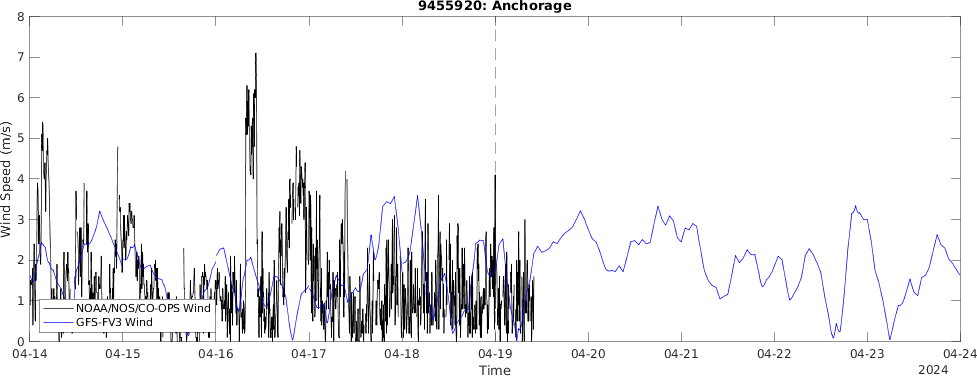 9455920: Anchorage
8
7
6
5
4
3
2
1
0
Wind Speed (m/s)
NOAA/NOS/CO-OPS Wind
GFS-FV3 Wind
04-14 04-15 04-16 04-17 04-18 04-19 04-20 04-21 04-22 04-23 04-24
Time
2024